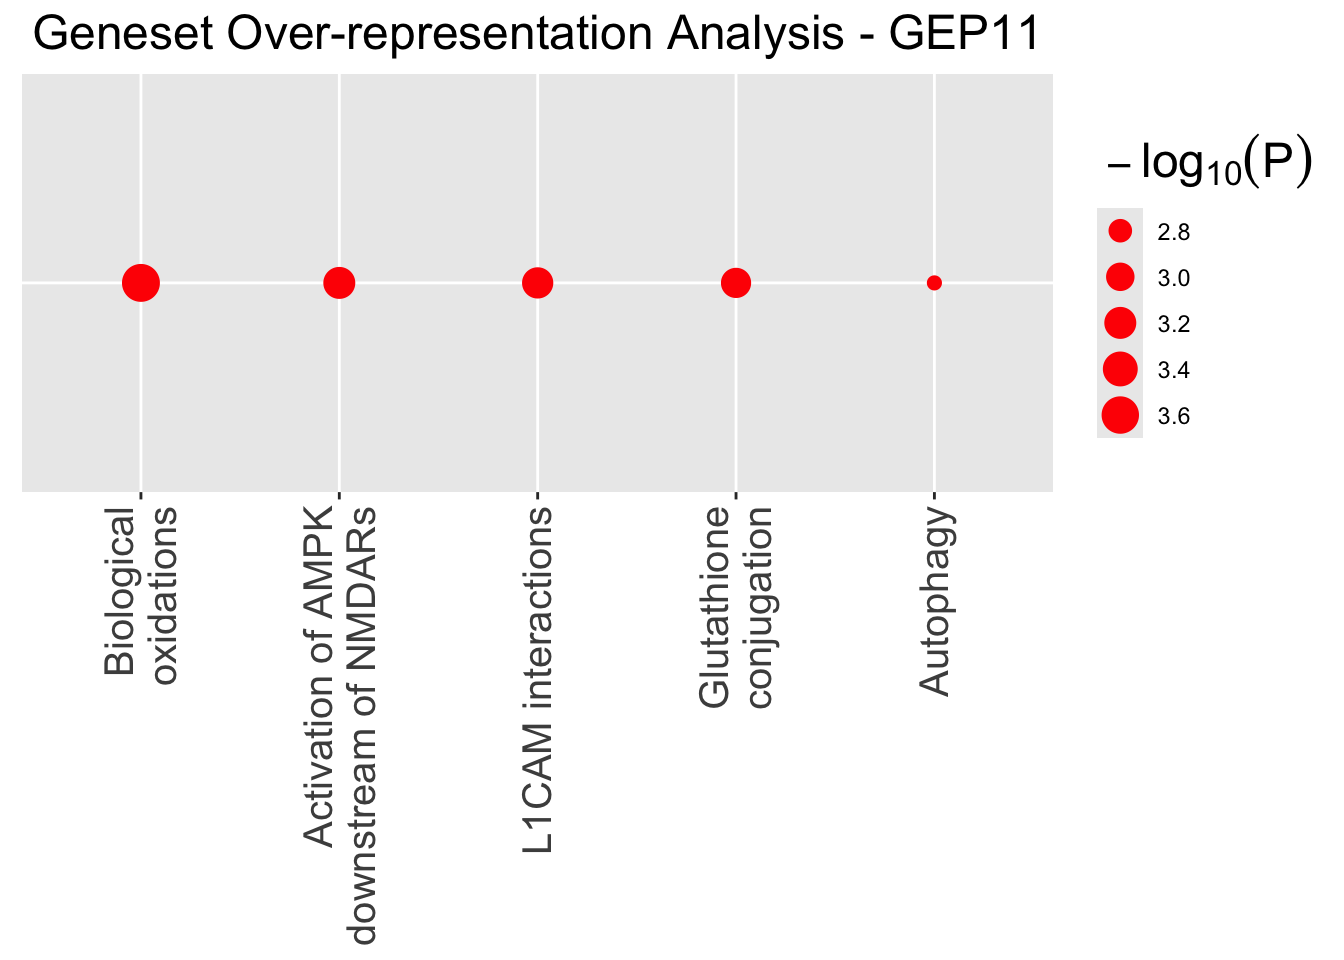 Geneset Over-representation Analysis - GEP11
− log10(P)
2.8
3.0
3.2
3.4
3.6
Biological
oxidations
Activation of AMPK
downstream of NMDARs
L1CAM interactions
Glutathione
conjugation
Autophagy